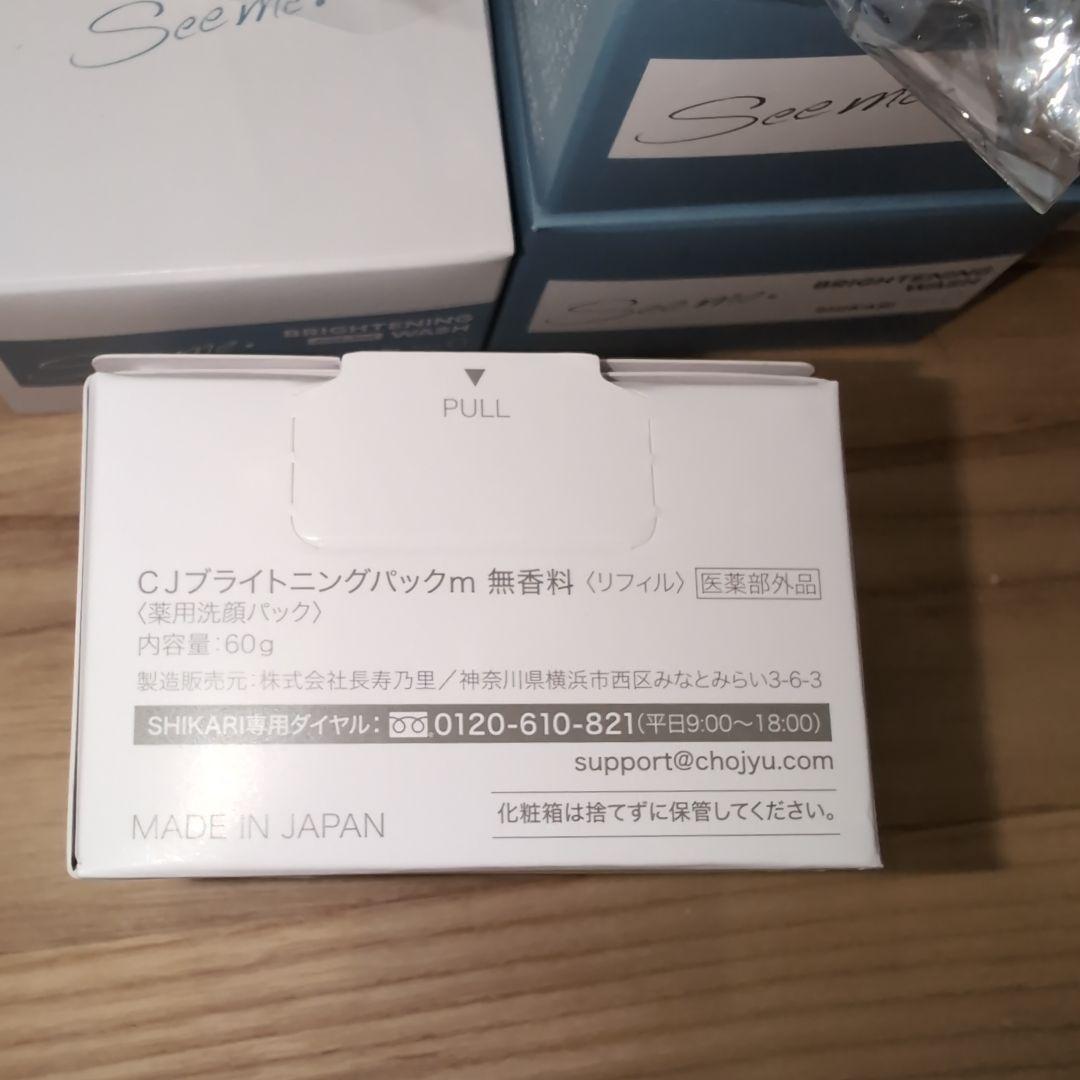 See me.
See me
See me.
BRIGHTENING
WASH
SHIKARI
See me.
BRIGHTENING
WASH
PULL
CJブライトニングパックm 無香料〈リフィル〉 医薬部外品
〈薬用洗顔パック〉
内容量:60g
製造販売元:株式会社長寿乃里/神奈川県横浜市西区みなとみらい3-6-3
SHIKARI専用ダイヤル: 0120-610-821(平日9:00〜18:00)
support@chojyu.com
MADE IN JAPAN
化粧箱は捨てずに保管してください。